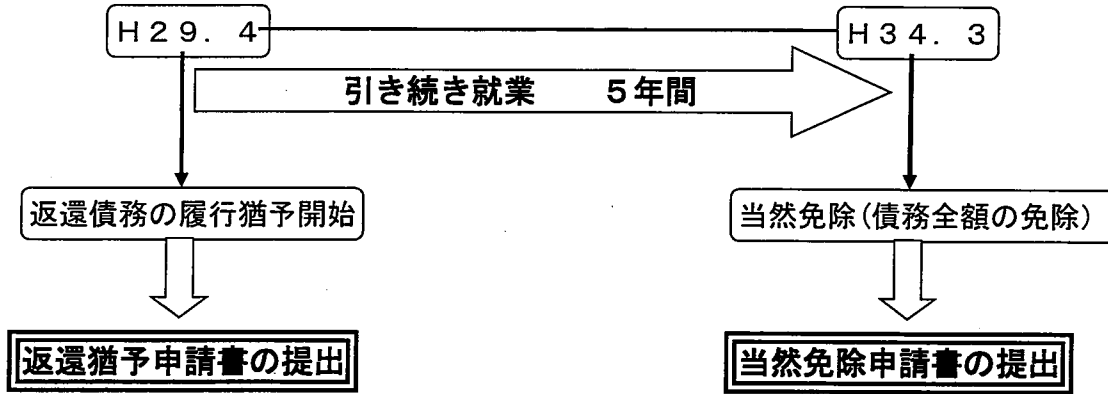 H29．4
H34．3
引き続き就業　　5年間
返還債務の履行猶予開始
当然免除（債務全額の免除）
返還猶予申請書の提出
当然免除申請書の提出